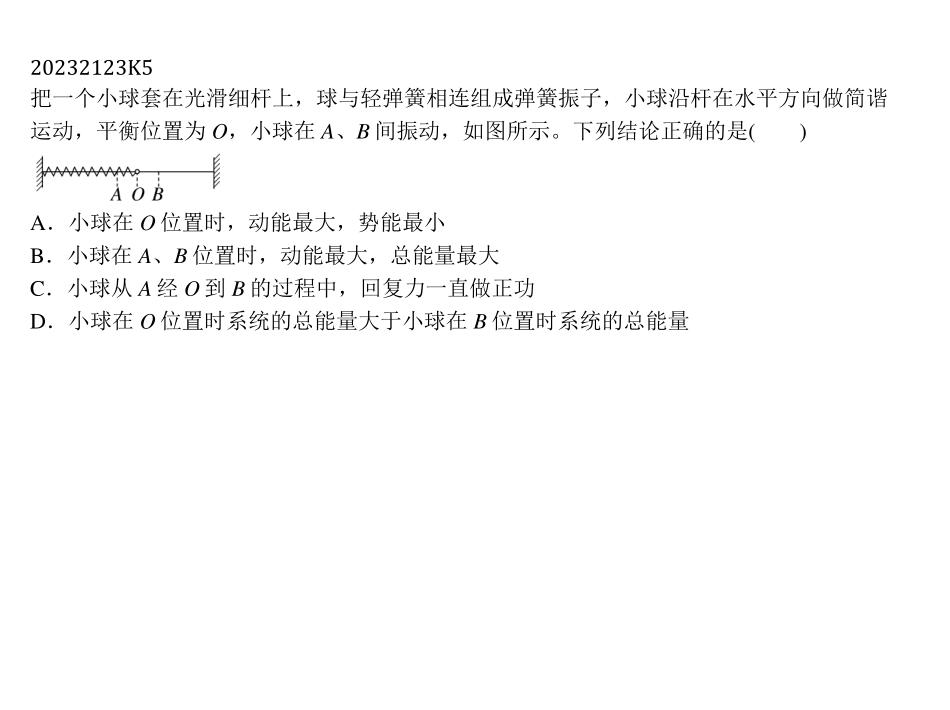 20232123K5
把一个小球套在光滑细杆上，球与轻弹簧相连组成弹簧振子，小球沿杆在水平方向做简谐
运动，平衡位置为 O，小球在 A、B 间振动，如图所示。下列结论正确的是(　　)
A O B
A．小球在 O 位置时，动能最大，势能最小
B．小球在 A、B 位置时，动能最大，总能量最大
C．小球从 A 经 O 到 B 的过程中，回复力一直做正功
D．小球在 O 位置时系统的总能量大于小球在 B 位置时系统的总能量